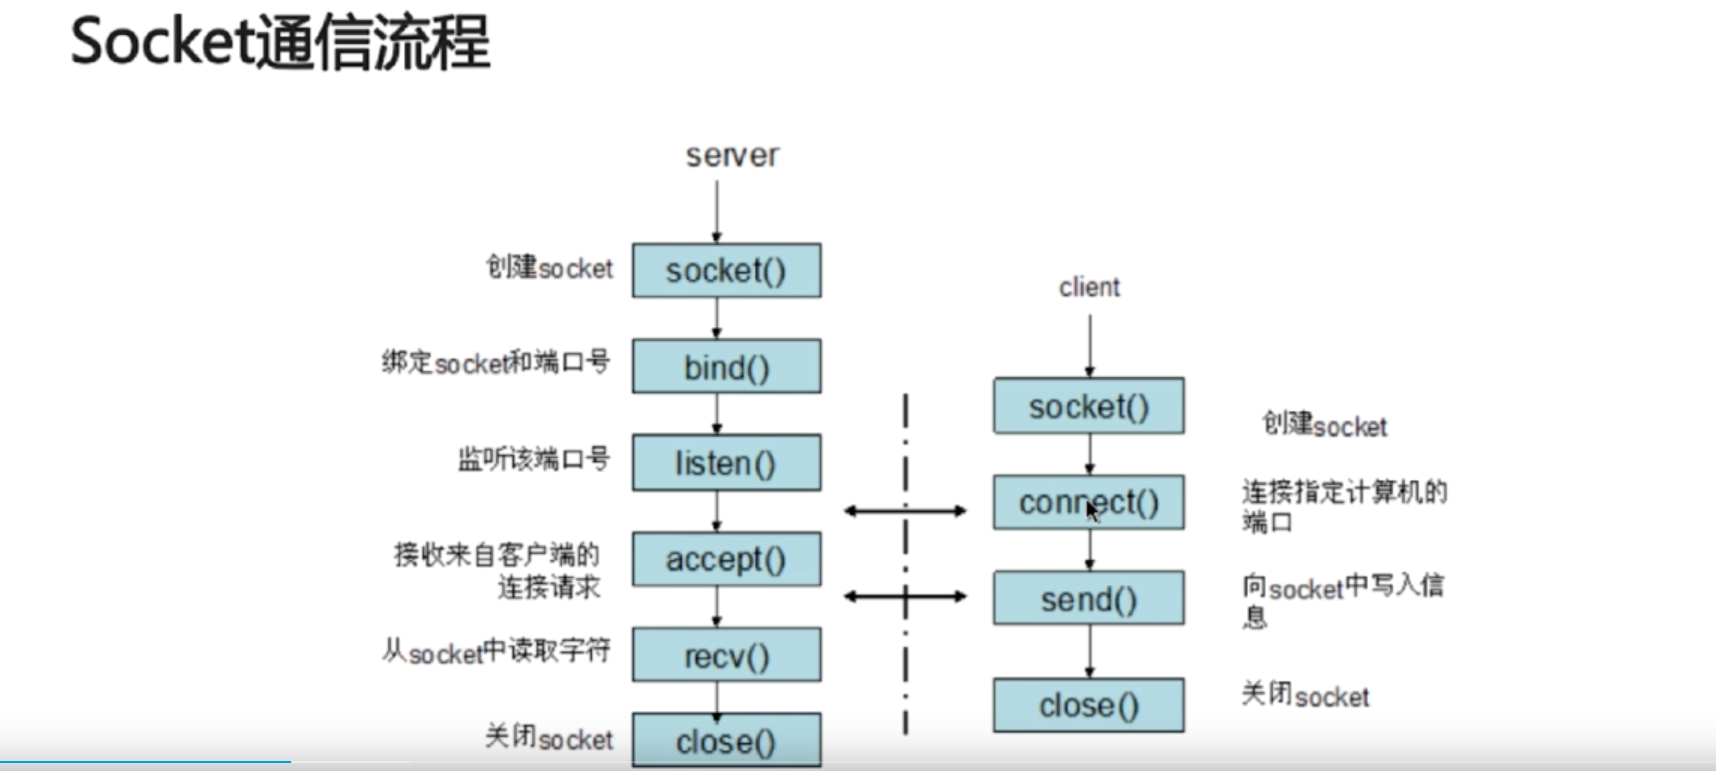 Socket通信流程
server
创建socket
socket()
绑定socket和端口号
bind()
监听该端口号
listen()
接收来自客户端的
连接请求
accept()
从socket中读取字符
recv()
关闭socket
close()
client
socket()
创建socket
connect()
连接指定计算机的
端口
send()
向socket中写入信
息
close()
关闭socket